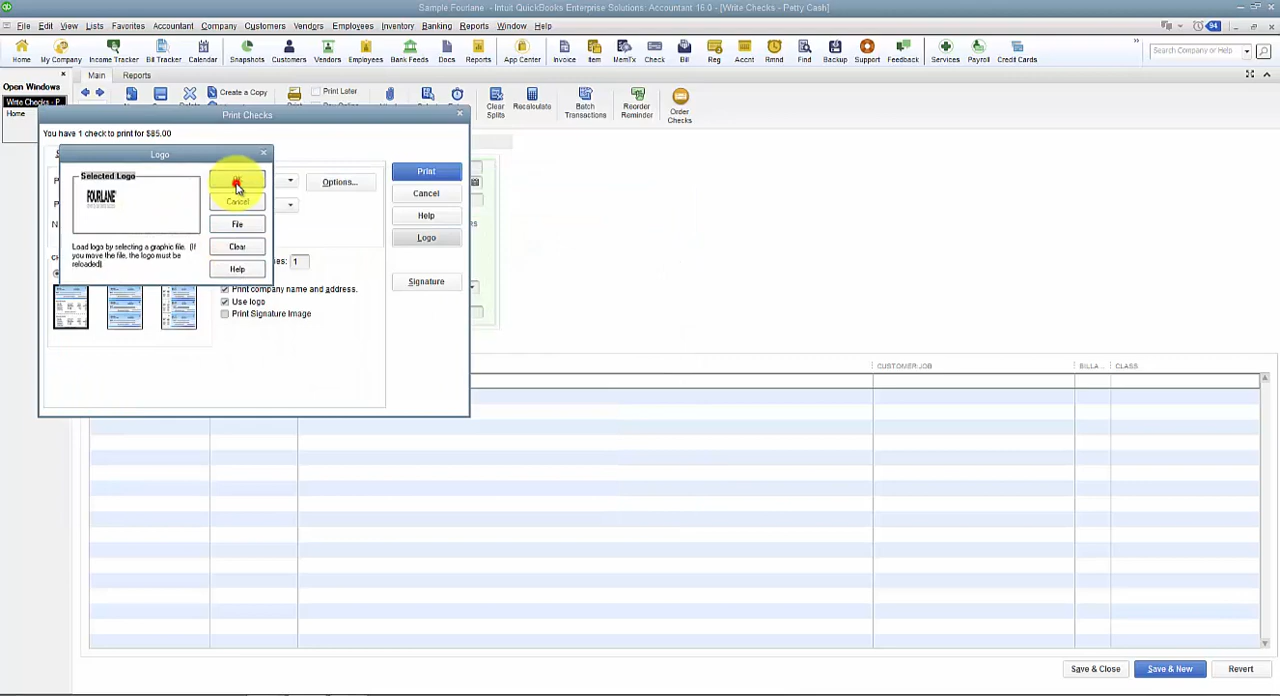 Sample Fourlane - Intuit QuickBooks Enterprise Solutions: Accountant 16.0 - [Write Checks - Petty Cash]
File Edit View Lists Favorites Accountant Company Customers Vendors Employees Inventory Banking Reports Window Help 94
Home My Company Income Tracker Bill Tracker Calendar Snapshots Customers Vendors Employees Bank Feeds Docs Reports App Center Invoice Item MemTx Check Bill Reg Accnt Rmnd Find Backup Support Feedback Services Payroll Credit Cards Search Company or Help
Open Windows
Write Checks - P
Home
Main Reports
Create a Copy
Print Later
Clear Splits
Recalculate
Batch Transactions
Reorder Reminder
Order Checks
Print Checks
You have 1 check to print for $85.00
Logo
Selected Logo
FOURLANE
OK
Cancel
File
Clear
Help
Load logo by selecting a graphic file. (If
you move the file, the logo must be
reloaded)
Options...
Print
Cancel
Help
Logo
Signature
1
Print company name and address.
Use logo
Print Signature Image
CUSTOMER:JOB BILLA... CLASS
Save & Close Save & New Revert